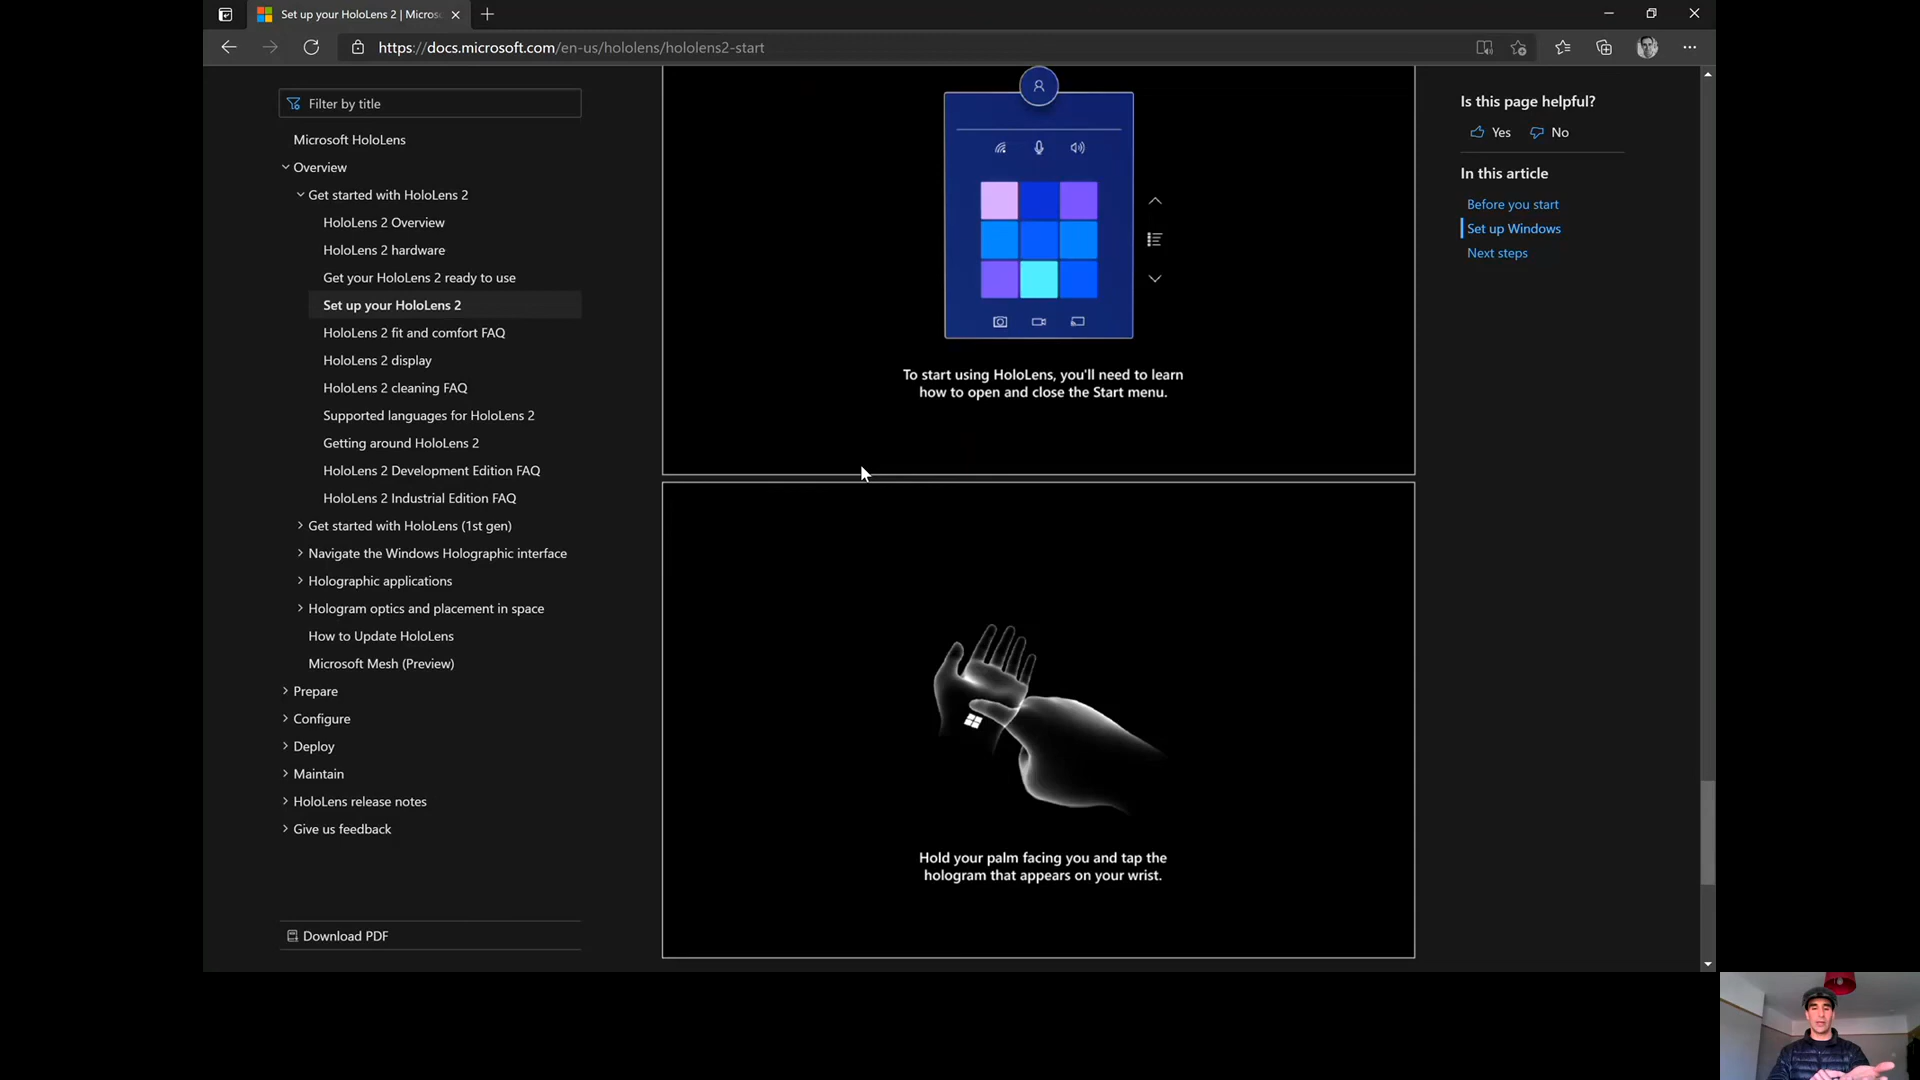 Set up your HoloLens 2 | Micros
https://docs.microsoft.com/en-us/hololens/hololens2-start
Filter by title
Microsoft HoloLens
Overview
Get started with HoloLens 2
HoloLens 2 Overview
HoloLens 2 hardware
Get your HoloLens 2 ready to use
Set up your HoloLens 2
HoloLens 2 fit and comfort FAQ
HoloLens 2 display
HoloLens 2 cleaning FAQ
Supported languages for HoloLens 2
Getting around HoloLens 2
HoloLens 2 Development Edition FAQ
HoloLens 2 Industrial Edition FAQ
Get started with HoloLens (1st gen)
Navigate the Windows Holographic interface
Holographic applications
Hologram optics and placement in space
How to Update HoloLens
Microsoft Mesh (Preview)
Prepare
Configure
Deploy
Maintain
HoloLens release notes
Give us feedback
Download PDF
To start using HoloLens, you'll need to learn
how to open and close the Start menu.
Hold your palm facing you and tap the
hologram that appears on your wrist.
Is this page helpful?
Yes No
In this article
Before you start
Set up Windows
Next steps